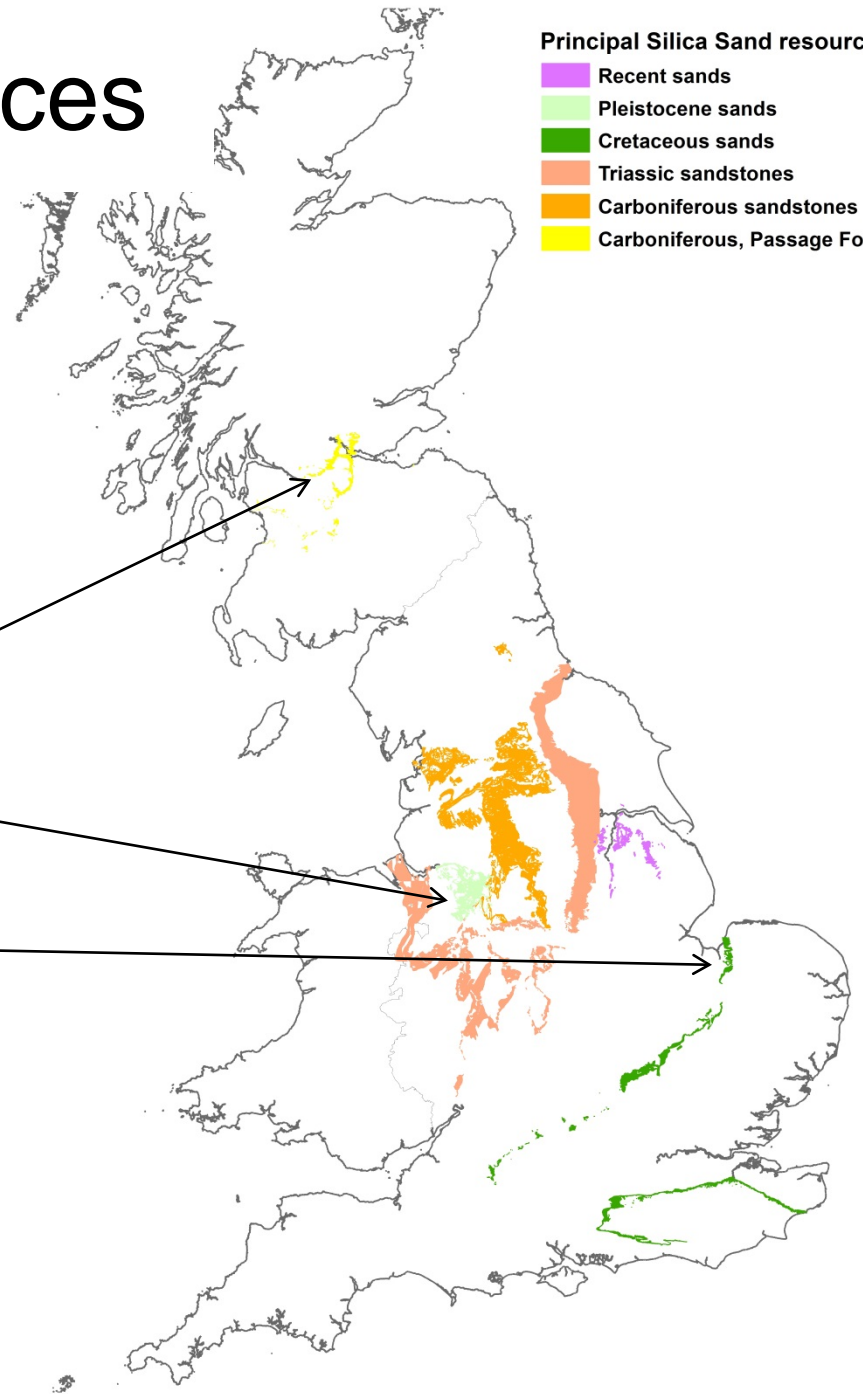 ces
Principal Silica Sand resourc
Recent sands
Pleistocene sands
Cretaceous sands
Triassic sandstones
Carboniferous sandstones
Carboniferous, Passage Fo